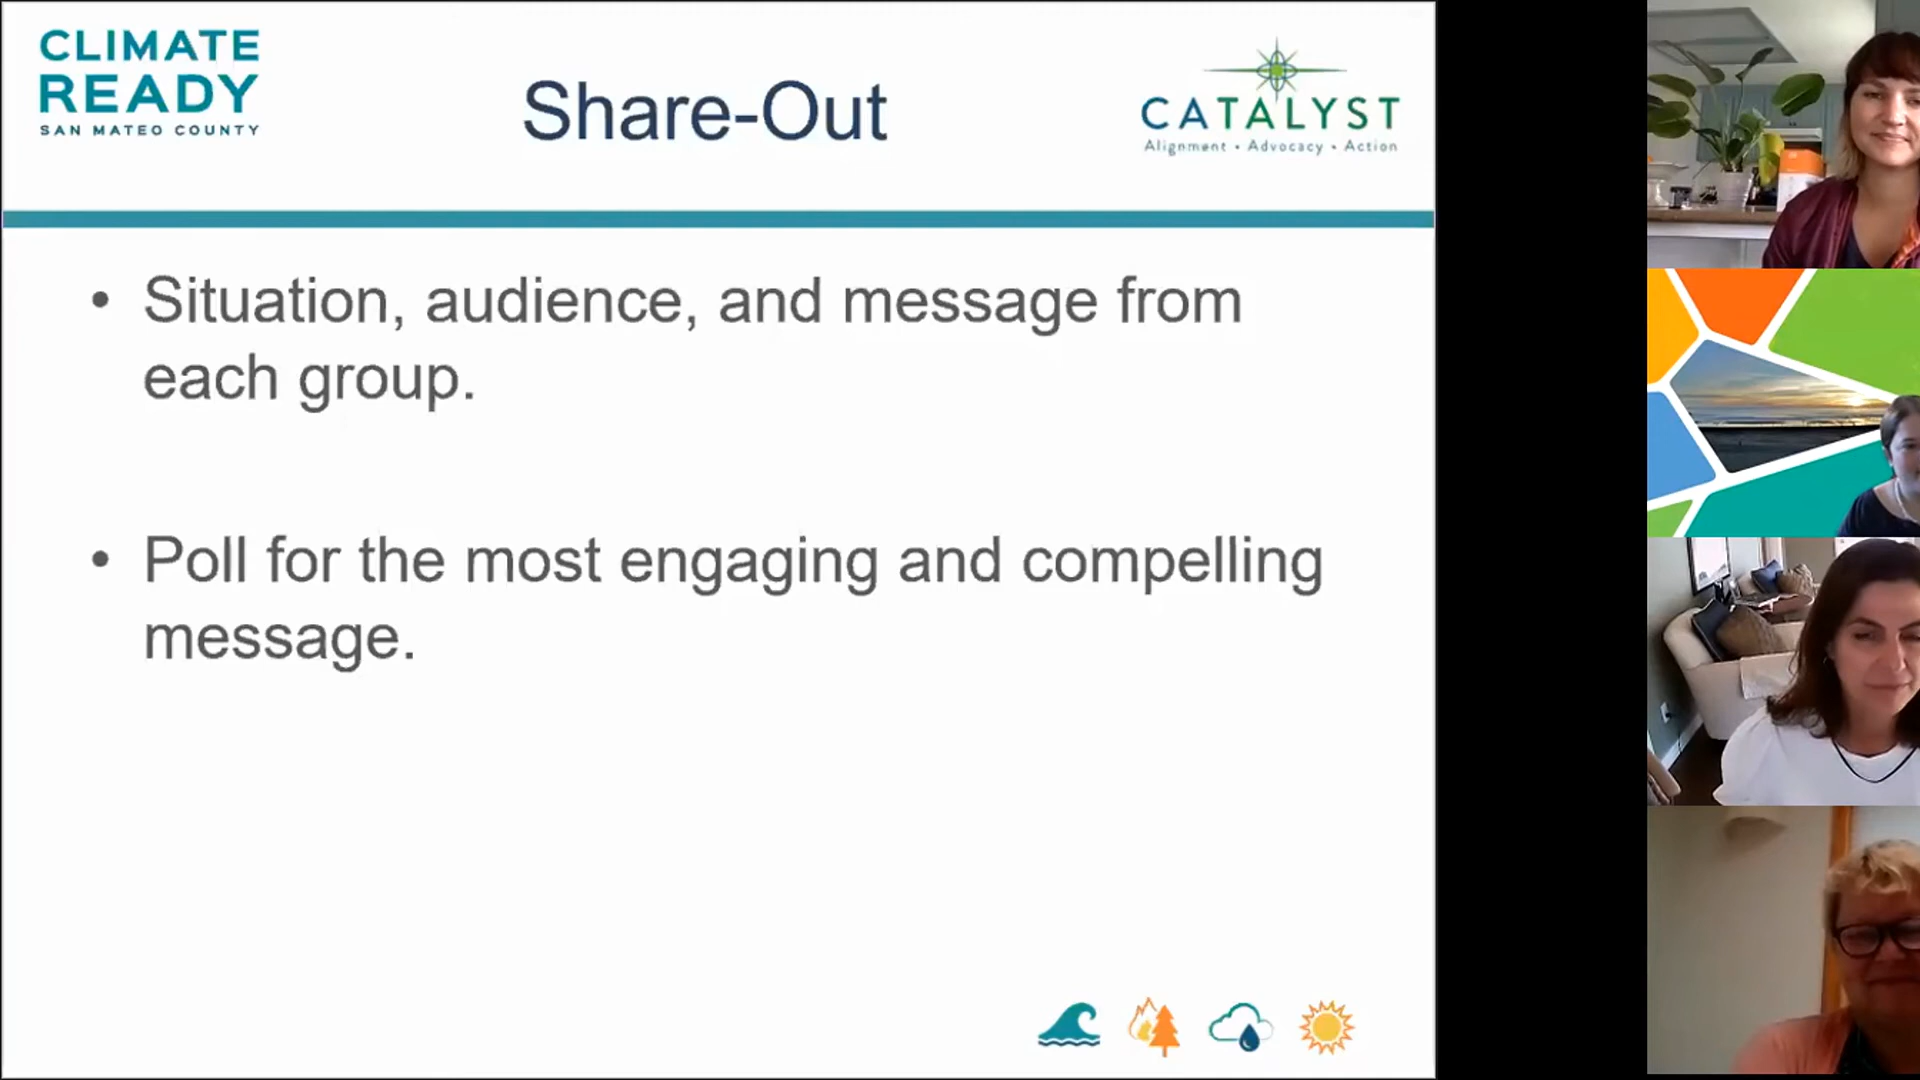 CLIMATE
READY
SAN MATEO COUNTY
Share-Out
CATALYST
Alignment • Advocacy • Action
• Situation, audience, and message from
each group.
• Poll for the most engaging and compelling
message.